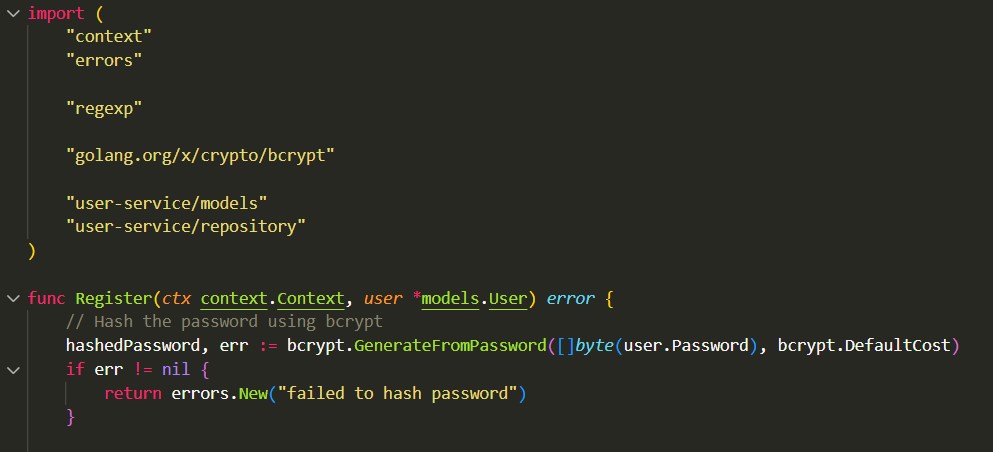 import (
"context"
"errors"
"regexp"
"golang.org/x/crypto/bcrypt"
"user-service/models"
"user-service/repository"
)
func Register(ctx context.Context, user *models.User) error {
// Hash the password using bcrypt
hashedPassword, err := bcrypt.GenerateFromPassword([]byte(user.Password), bcrypt.DefaultCost)
if err != nil {
return errors.New("failed to hash password")
}